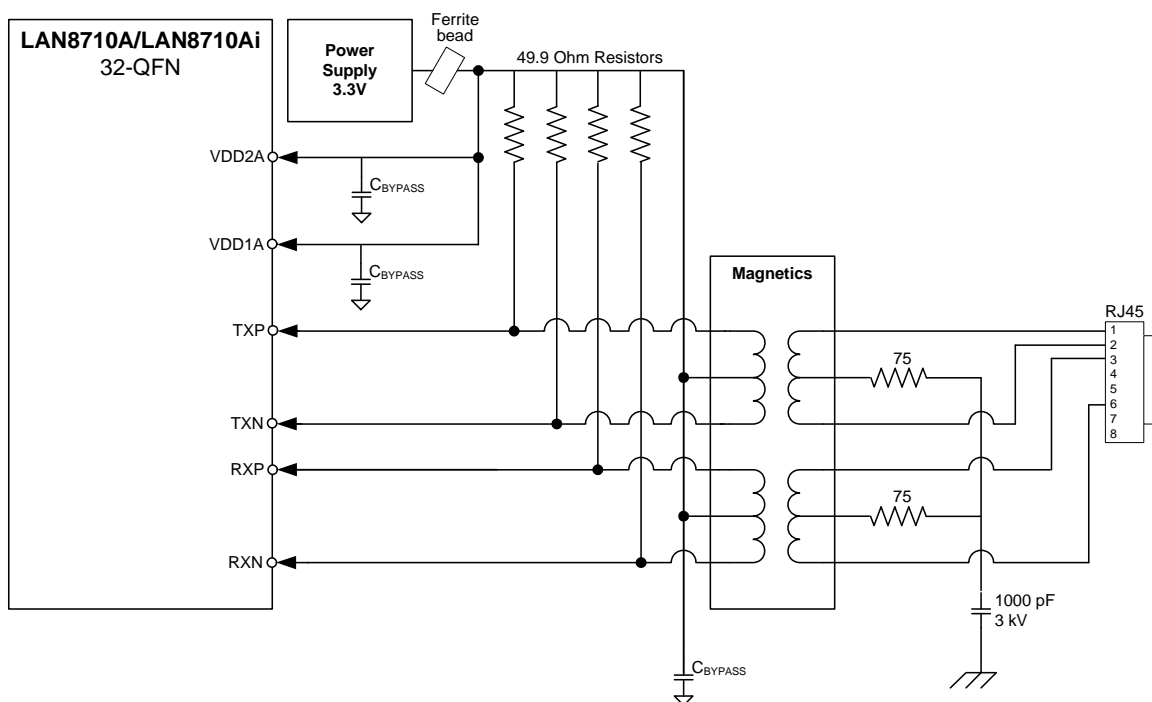 LAN8710A/LAN8710Ai
32-QFN
Power
Supply
3.3V
Ferrite
bead
49.9 Ohm Resistors
VDD2A
CBYPASS
VDD1A
CBYPASS
Magnetics
RJ45
TXP
1
2
3
4
5
6
7
8
75
TXN
RXP
75
RXN
1000 pF
3 kV
CBYPASS